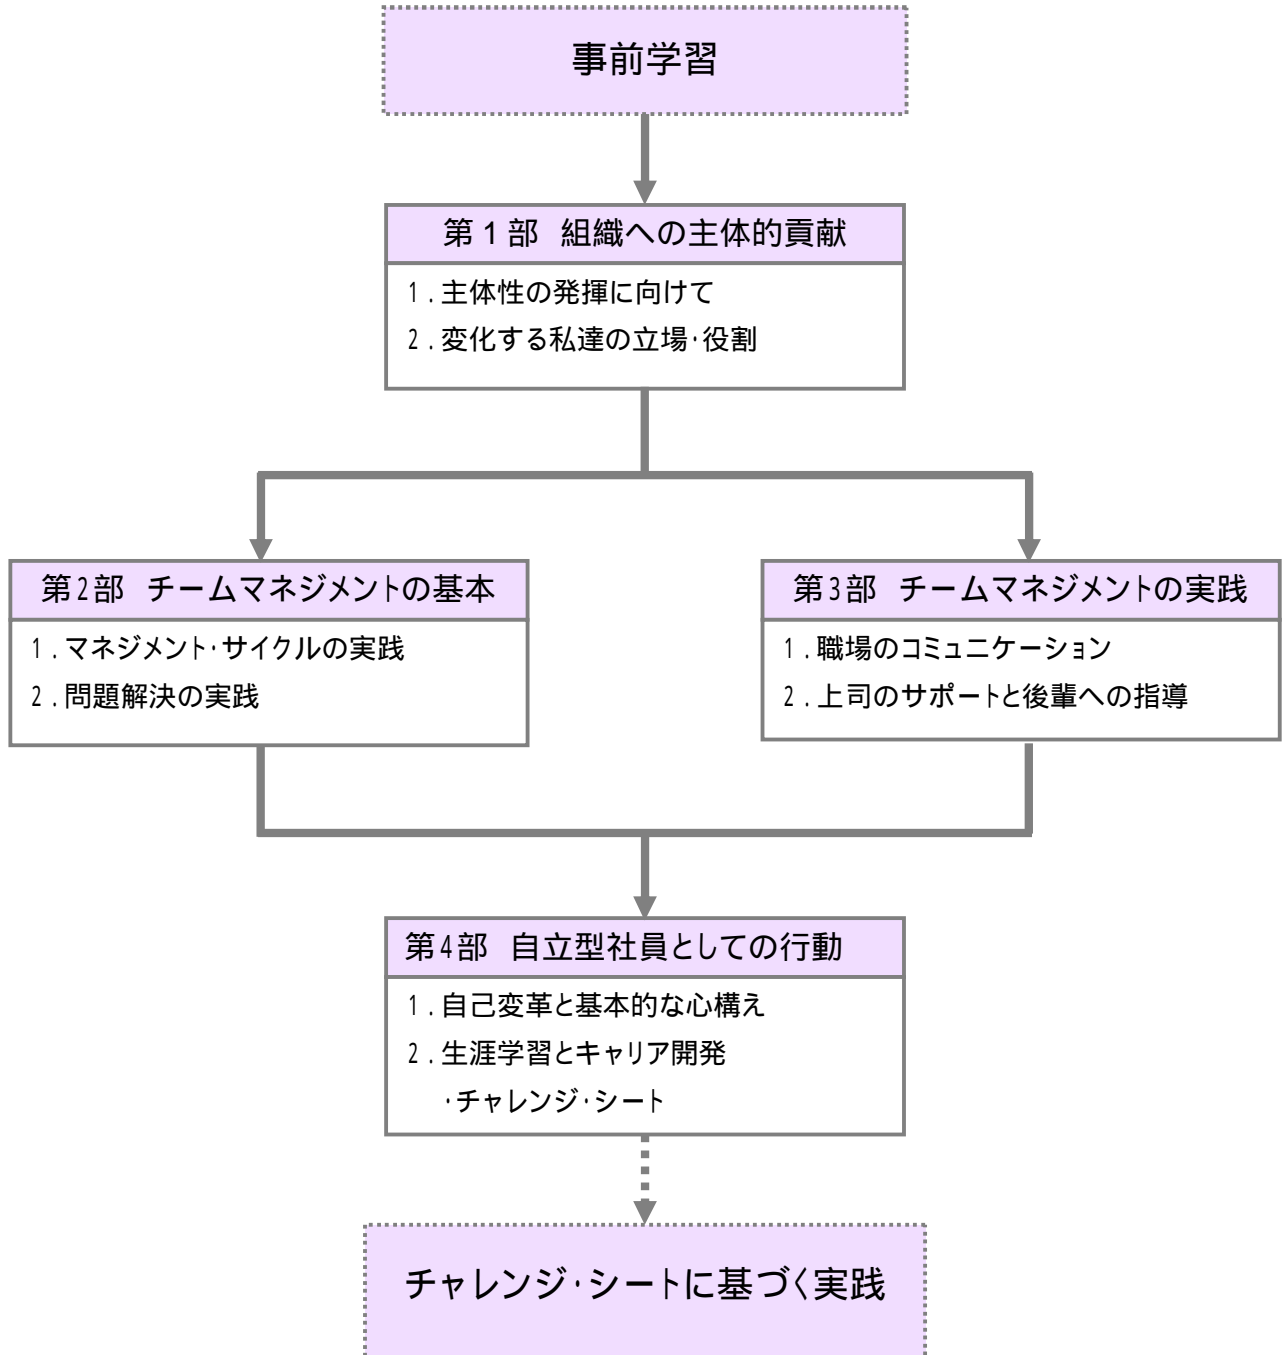 事前学習
第1部 組織への主体的貢献
1.主体性の発揮に向けて
2.変化する私達の立場・役割
第2部 チームマネジメントの基本
1.マネジメント・サイクルの実践
2.問題解決の実践
第3部 チームマネジメントの実践
1.職場のコミュニケーション
2.上司のサポートと後輩への指導
第4部 自立型社員としての行動
1.自己変革と基本的な心構え
2.生涯学習とキャリア開発
・チャレンジ・シート
チャレンジ・シートに基づく実践